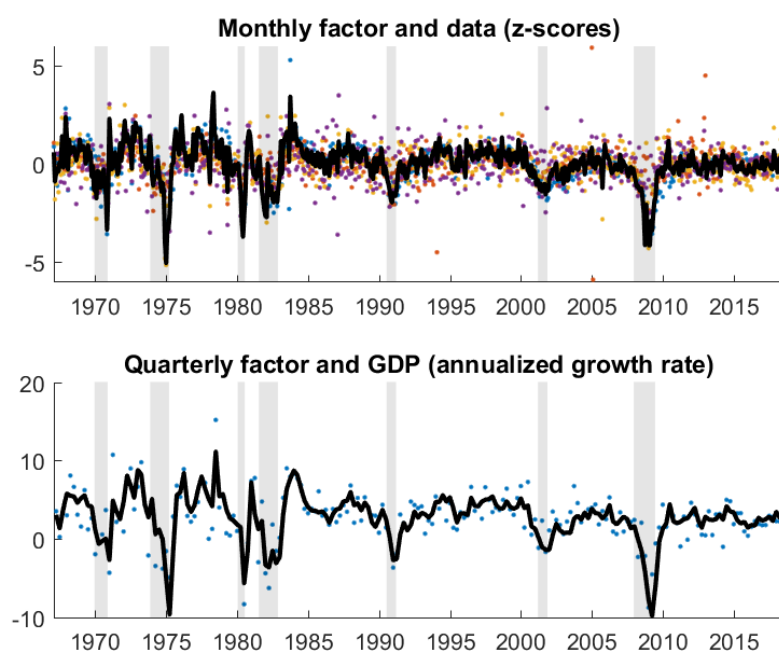 Monthly factor and data (z-scores)
5
0
-5
1970 1975 1980 1985 1990 1995 2000 2005 2010 2015
Quarterly factor and GDP (annualized growth rate)
20
10
0
-10
1970 1975 1980 1985 1990 1995 2000 2005 2010 2015